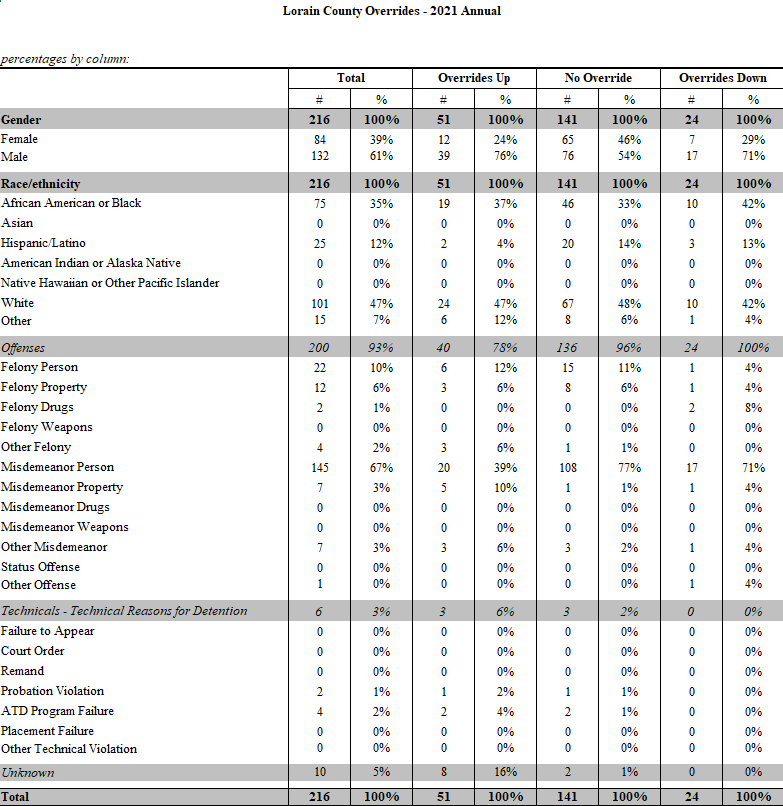 Lorain County Overrides - 2021 Annual
percentages by column:
Total Overrides Up No Override Overrides Down
# % # % # % # %
Gender 216 100% 51 100% 141 100% 24 100%
Female 84 39% 12 24% 65 46% 7 29%
Male 132 61% 39 76% 76 54% 17 71%
Race/ethnicity 216 100% 51 100% 141 100% 24 100%
African American or Black 75 35% 19 37% 46 33% 10 42%
Asian 0 0% 0 0% 0 0% 0 0%
Hispanic/Latino 25 12% 2 4% 20 14% 3 13%
American Indian or Alaska Native 0 0% 0 0% 0 0% 0 0%
Native Hawaiian or Other Pacific Islander 0 0% 0 0% 0 0% 0 0%
White 101 47% 24 47% 67 48% 10 42%
Other 15 7% 6 12% 8 6% 1 4%
Offenses 200 93% 40 78% 136 96% 24 100%
Felony Person 22 10% 6 12% 15 11% 1 4%
Felony Property 12 6% 3 6% 8 6% 1 4%
Felony Drugs 2 1% 0 0% 0 0% 2 8%
Felony Weapons 0 0% 0 0% 0 0% 0 0%
Other Felony 4 2% 3 6% 1 1% 0 0%
Misdemeanor Person 145 67% 20 39% 108 77% 17 71%
Misdemeanor Property 7 3% 5 10% 1 1% 1 4%
Misdemeanor Drugs 0 0% 0 0% 0 0% 0 0%
Misdemeanor Weapons 0 0% 0 0% 0 0% 0 0%
Other Misdemeanor 7 3% 3 6% 3 2% 1 4%
Status Offense 0 0% 0 0% 0 0% 0 0%
Other Offense 1 0% 0 0% 0 0% 1 4%
Technicals - Technical Reasons for Detention 6 3% 3 6% 3 2% 0 0%
Failure to Appear 0 0% 0 0% 0 0% 0 0%
Court Order 0 0% 0 0% 0 0% 0 0%
Remand 0 0% 0 0% 0 0% 0 0%
Probation Violation 2 1% 1 2% 1 1% 0 0%
ATD Program Failure 4 2% 2 4% 2 1% 0 0%
Placement Failure 0 0% 0 0% 0 0% 0 0%
Other Technical Violation 0 0% 0 0% 0 0% 0 0%
Unknown 10 5% 8 16% 2 1% 0 0%
Total 216 100% 51 100% 141 100% 24 100%